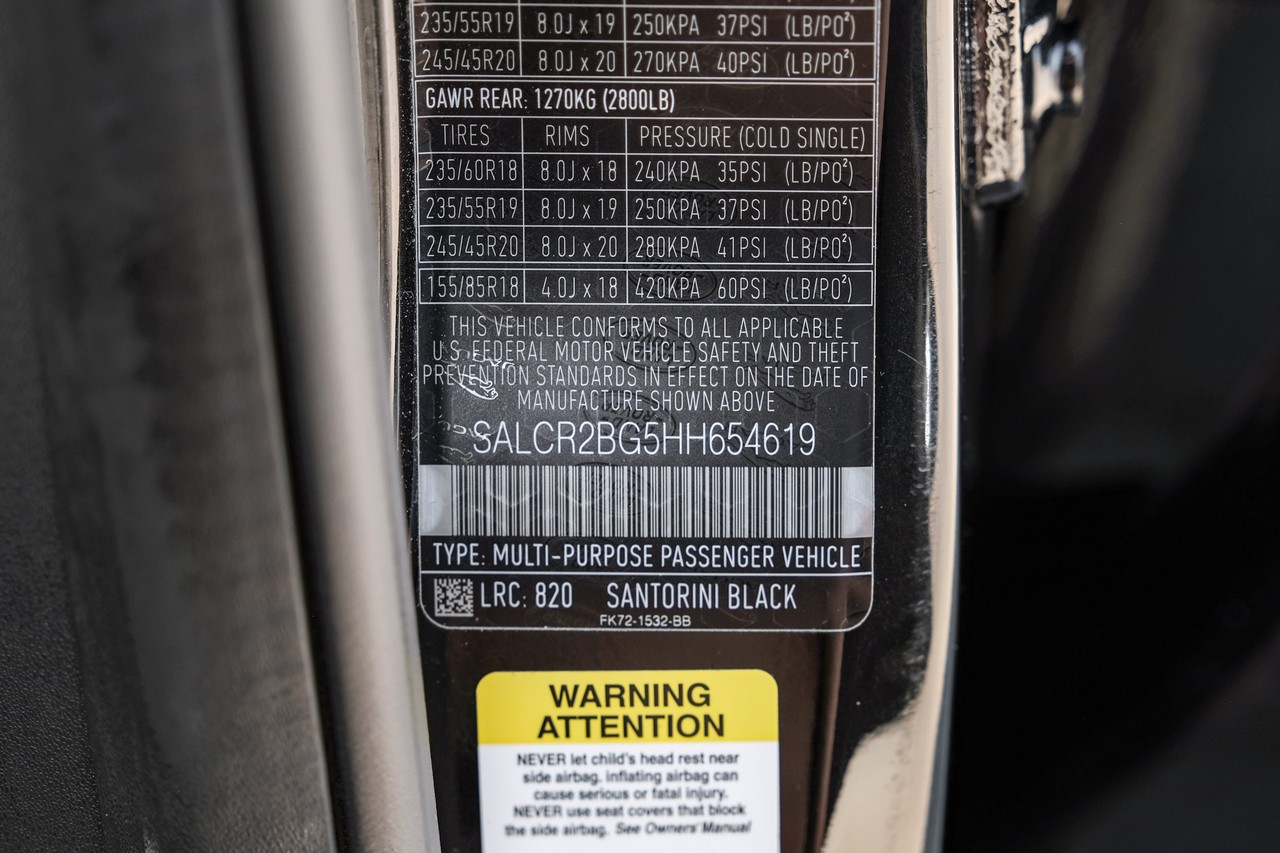 235/55R19 8.0J x 19 250KPA 37PSI (LB/PO²)
245/45R20 8.0J x 20 270KPA 40PSI (LB/PO²)
GAWR REAR: 1270KG (2800LB)
TIRES RIMS PRESSURE (COLD SINGLE)
235/60R18 8.0J x 18 240KPA 35PSI (LB/PO²)
235/55R19 8.0J x 19 250KPA 37PSI (LB/PO²)
245/45R20 8.0J x 20 280KPA 41PSI (LB/PO²)
155/85R18 4.0J x 18 420KPA 60PSI (LB/PO²)
THIS VEHICLE CONFORMS TO ALL APPLICABLE
U.S. FEDERAL MOTOR VEHICLE SAFETY AND THEFT
PREVENTION STANDARDS IN EFFECT ON THE DATE OF
MANUFACTURE SHOWN ABOVE
SALCR2BG5HH654619
TYPE: MULTI-PURPOSE PASSENGER VEHICLE
LRC: 820 SANTORINI BLACK
FK72-1532-BB
WARNING
ATTENTION
NEVER let child's head rest near
side airbag. inflating airbag can
cause serious or fatal injury.
NEVER use seat covers that block
the side airbag. See Owners' Manual